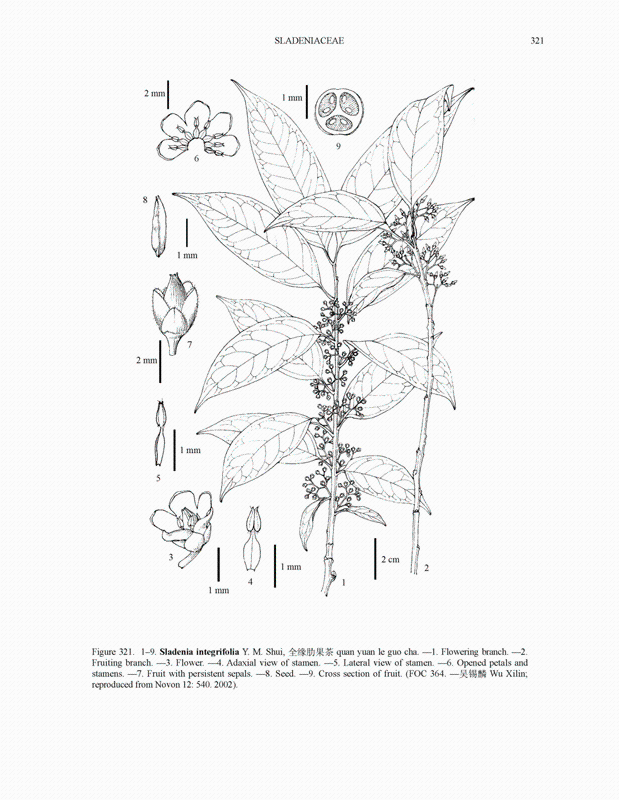 SLADENIACEAE 321
2 mm
1 mm
6
9
8
1 mm
7
2 mm
1 mm
5
3
4
1 mm
1 mm
1
2 cm
2
Figure 321. 1–9. Sladenia integrifolia Y. M. Shui, 全缘肋果茶 quan yuan le guo cha. —1. Flowering branch. —2.
Fruiting branch. —3. Flower. —4. Adaxial view of stamen. —5. Lateral view of stamen. —6. Opened petals and
stamens. —7. Fruit with persistent sepals. —8. Seed. —9. Cross section of fruit. (FOC 364. —吴锡麟 Wu Xilin;
reproduced from Novon 12: 540. 2002).